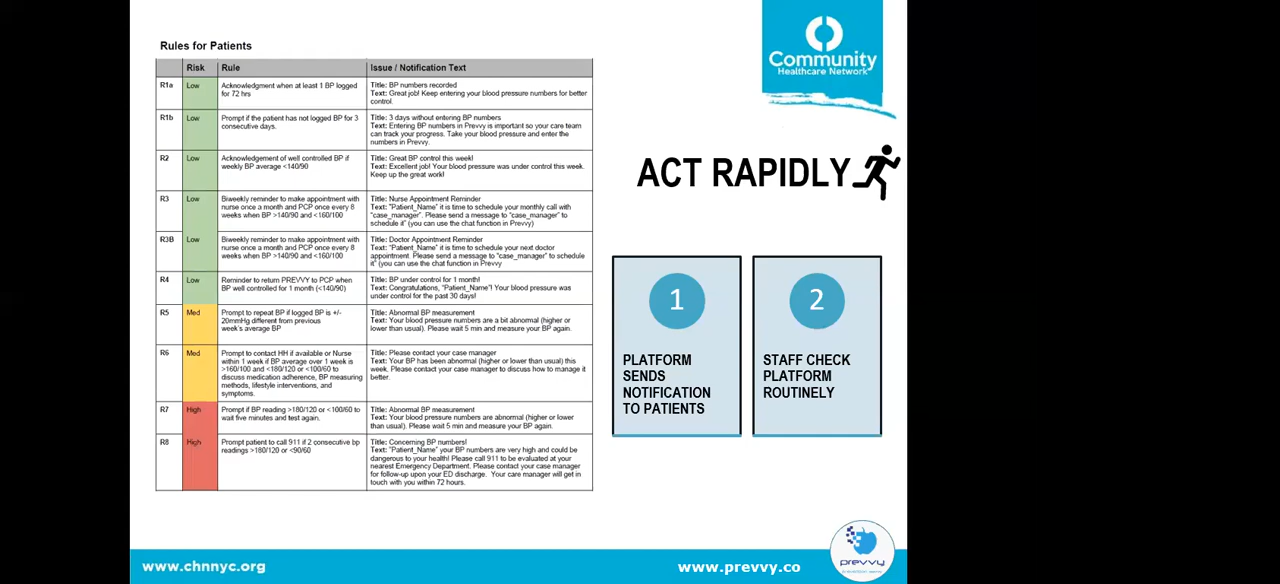 Rules for Patients
Risk Rule Issue / Notification Text
R1a Low Acknowledgment when at least 1 BP logged Title: BP numbers recorded
for 72 hrs Text: Great job! Keep entering your blood pressure numbers for better
control.
R1b Low Prompt if the patient has not logged BP for 3 Title: 3 days without entering BP numbers
consecutive days. Text: Entering BP numbers in Prevvy is important so your care team
can track your progress. Take your blood pressure and enter the
numbers in Prevvy.
R2 Low Acknowledgement of well controlled BP if Title: Great BP control this week!
weekly BP average <140/90 Text: Excellent job! Your blood pressure was under control this week.
Keep up the great work!
R3 Low Biweekly reminder to make appointment with Title: Nurse Appointment Reminder
nurse once a month and PCP once every 8 Text: "Patient_Name" it is time to schedule your monthly call with
weeks when BP >140/90 and <160/100 "case_manager". Please send a message to "case_manager" to
schedule it" (you can use the chat function in Prevvy)
R3B Low Biweekly reminder to make appointment with Title: Doctor Appointment Reminder
nurse once a month and PCP once every 8 Text: "Patient_Name" it is time to schedule your next doctor
weeks when BP >140/90 and <160/100 appointment. Please send a message to "case_manager" to schedule
it" (you can use the chat function in Prevvy
R4 Low Reminder to return PREVVY to PCP when Title: BP under control for 1 month!
BP well controlled for 1 month (<140/90) Text: Congratulations, "Patient_Name"! Your blood pressure was
under control for the past 30 days!
R5 Med Prompt to repeat BP if logged BP is +/- Title: Abnormal BP measurement
20mmHg different from previous Text: Your blood pressure numbers are a bit abnormal (higher or
week's average BP lower than usual). Please wait 5 min and measure your BP again.
R6 Med Prompt to contact HH if available or Nurse Title: Please contact your case manager
within 1 week if BP average over 1 week is Text: Your BP has been abnormal (higher or lower than usual) this
>160/100 and <180/120 or <100/60 to week. Please contact your case manager to discuss how to manage it
discuss medication adherence, BP measuring better.
methods, lifestyle interventions, and
symptoms.
R7 High Prompt if BP reading >180/120 or <100/60 to Title: Abnormal BP measurement
wait five minutes and test again. Text: Your blood pressure numbers are abnormal (higher or lower
than usual). Please wait 5 min and measure your BP again.
R8 High Prompt patient to call 911 if 2 consecutive bp Title: Concerning BP numbers!
readings >180/120 or <90/60 Text: "Patient_Name" your BP numbers are very high and could be
dangerous to your health! Please call 911 to be evaluated at your
nearest Emergency Department. Please contact your case manager
for follow-up upon your ED discharge. Your care manager will get in
touch with you within 72 hours.
Community
Healthcare Network
ACT RAPIDLY
1
PLATFORM
SENDS
NOTIFICATION
TO PATIENTS
2
STAFF CHECK
PLATFORM
ROUTINELY
www.chnnyc.org
www.prevvy.co
prevvy